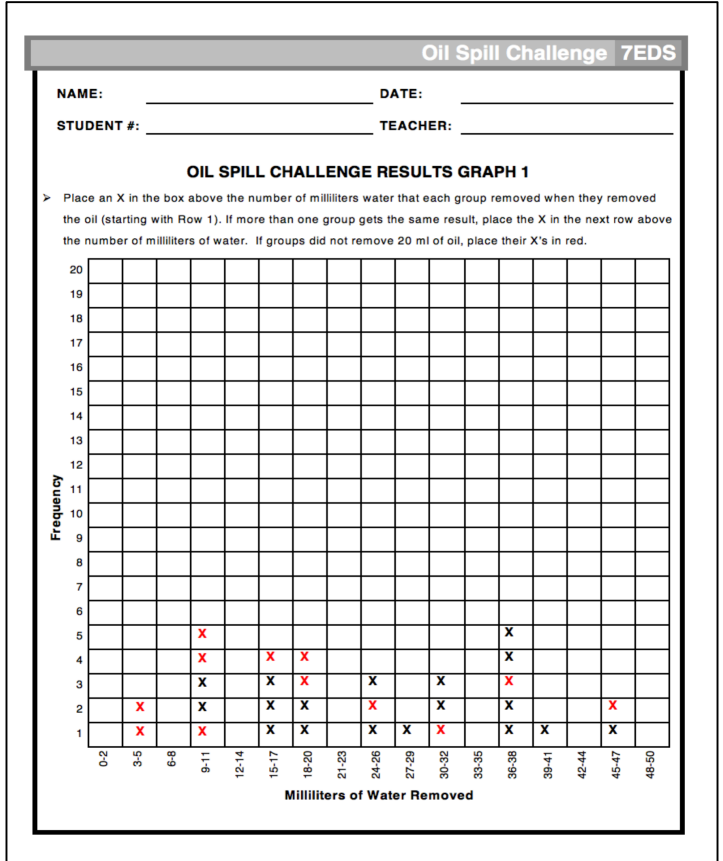 Oil Spill Challenge 7EDS
NAME: DATE:
STUDENT #: TEACHER:
OIL SPILL CHALLENGE RESULTS GRAPH 1
➢ Place an X in the box above the number of milliliters water that each group removed when they removed
the oil (starting with Row 1). If more than one group gets the same result, place the X in the next row above
the number of milliliters of water. If groups did not remove 20 ml of oil, place their X's in red.
Frequency
20
19
18
17
16
15
14
13
12
11
10
9
8
7
6
5 X X
4 X X X X
3 X X X X X X
2 X X X X X X X X
1 X X X X X X X X X X
0-2 3-5 6-8 9-11 12-14 15-17 18-20 21-23 24-26 27-29 30-32 33-35 36-38 39-41 42-44 45-47 48-50
Milliliters of Water Removed